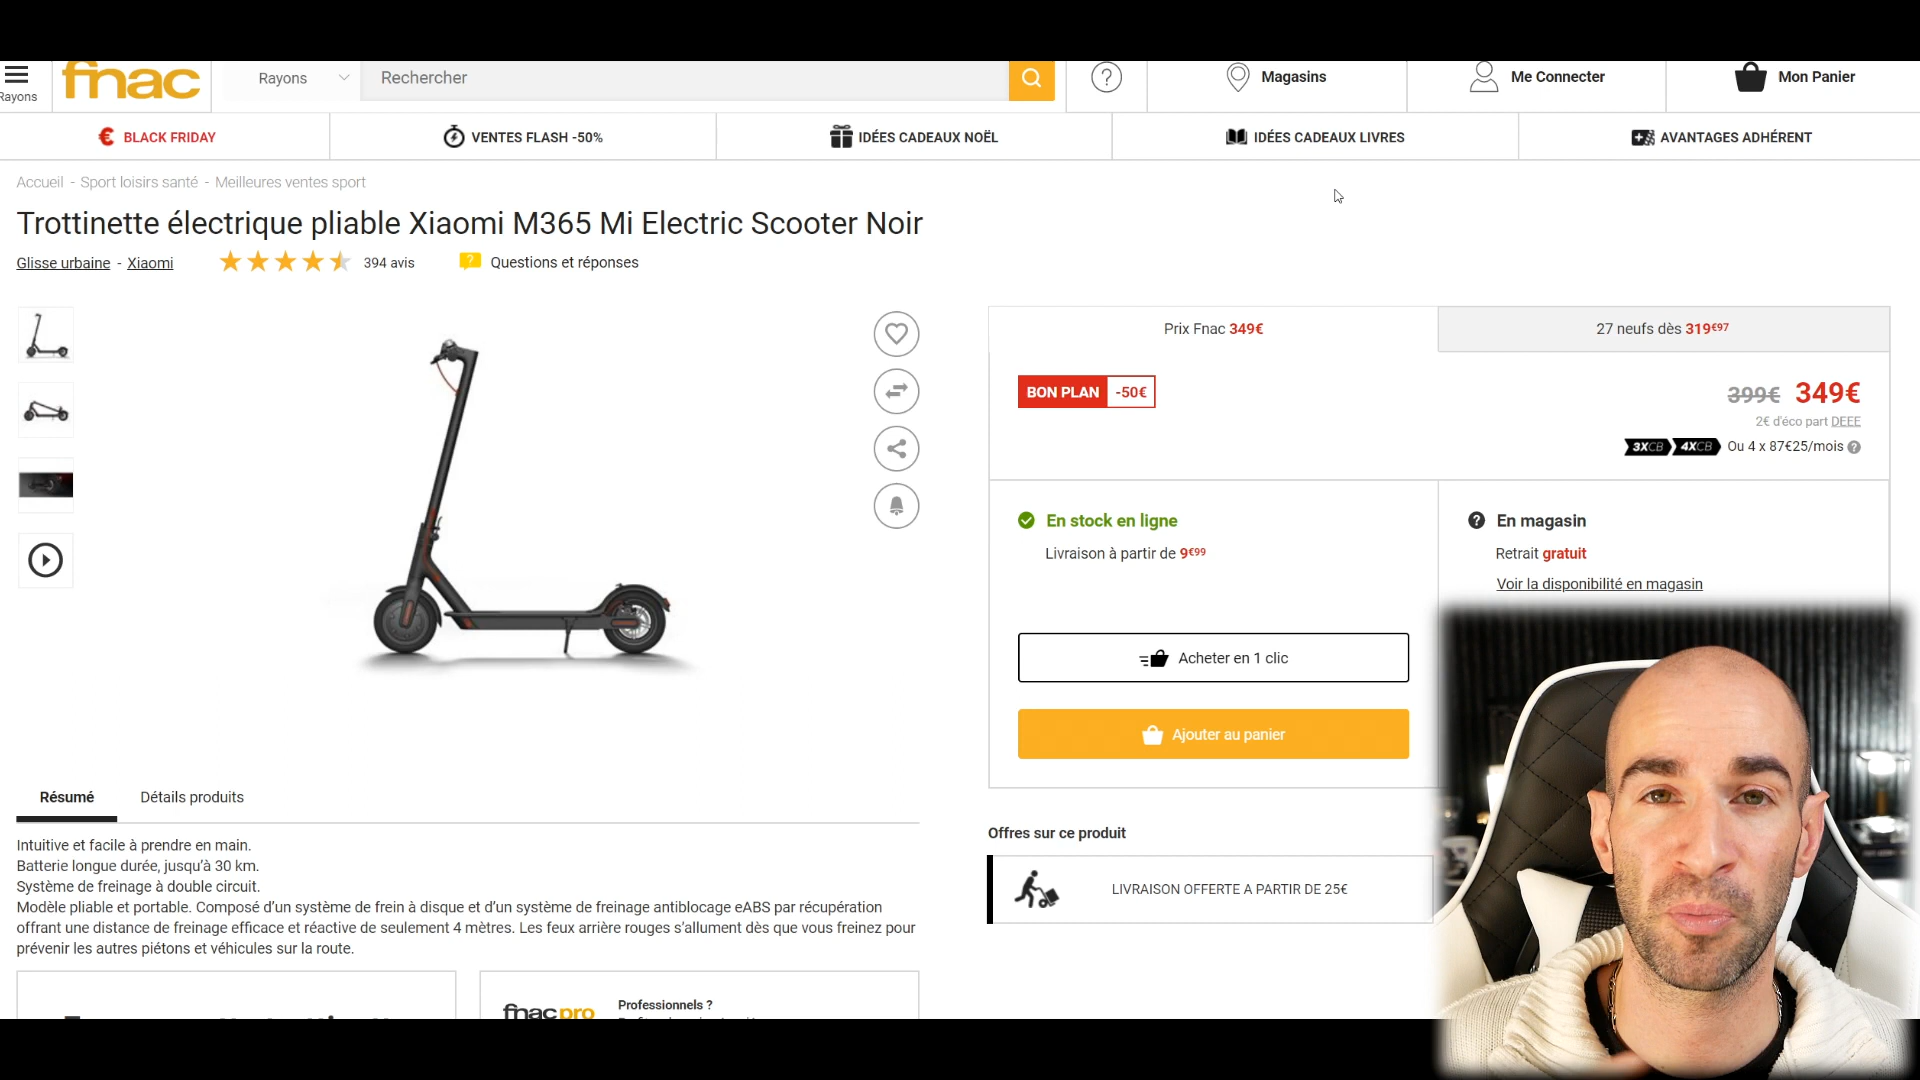 Rayons
fnac
Rayons
Rechercher
?
Magasins
Me Connecter
Mon Panier
€ BLACK FRIDAY
VENTES FLASH -50%
IDÉES CADEAUX NOËL
IDÉES CADEAUX LIVRES
AVANTAGES ADHÉRENT
Accueil - Sport loisirs santé - Meilleures ventes sport
Trottinette électrique pliable Xiaomi M365 Mi Electric Scooter Noir
Glisse urbaine - Xiaomi
394 avis
? Questions et réponses
Prix Fnac 349€
27 neufs dès 319€97
BON PLAN -50€
399€ 349€
2€ d'éco part DEEE
3XCB 4XCB Ou 4 x 87€25/mois ?
En stock en ligne
Livraison à partir de 9€99
? En magasin
Retrait gratuit
Voir la disponibilité en magasin
Acheter en 1 clic
Ajouter au panier
Résumé
Détails produits
Intuitive et facile à prendre en main.
Batterie longue durée, jusqu'à 30 km.
Système de freinage à double circuit.
Modèle pliable et portable. Composé d'un système de frein à disque et d'un système de freinage antiblocage eABS par récupération
offrant une distance de freinage efficace et réactive de seulement 4 mètres. Les feux arrière rouges s'allument dès que vous freinez pour
prévenir les autres piétons et véhicules sur la route.
Offres sur ce produit
LIVRAISON OFFERTE A PARTIR DE 25€
fnac pro
Professionnels ?